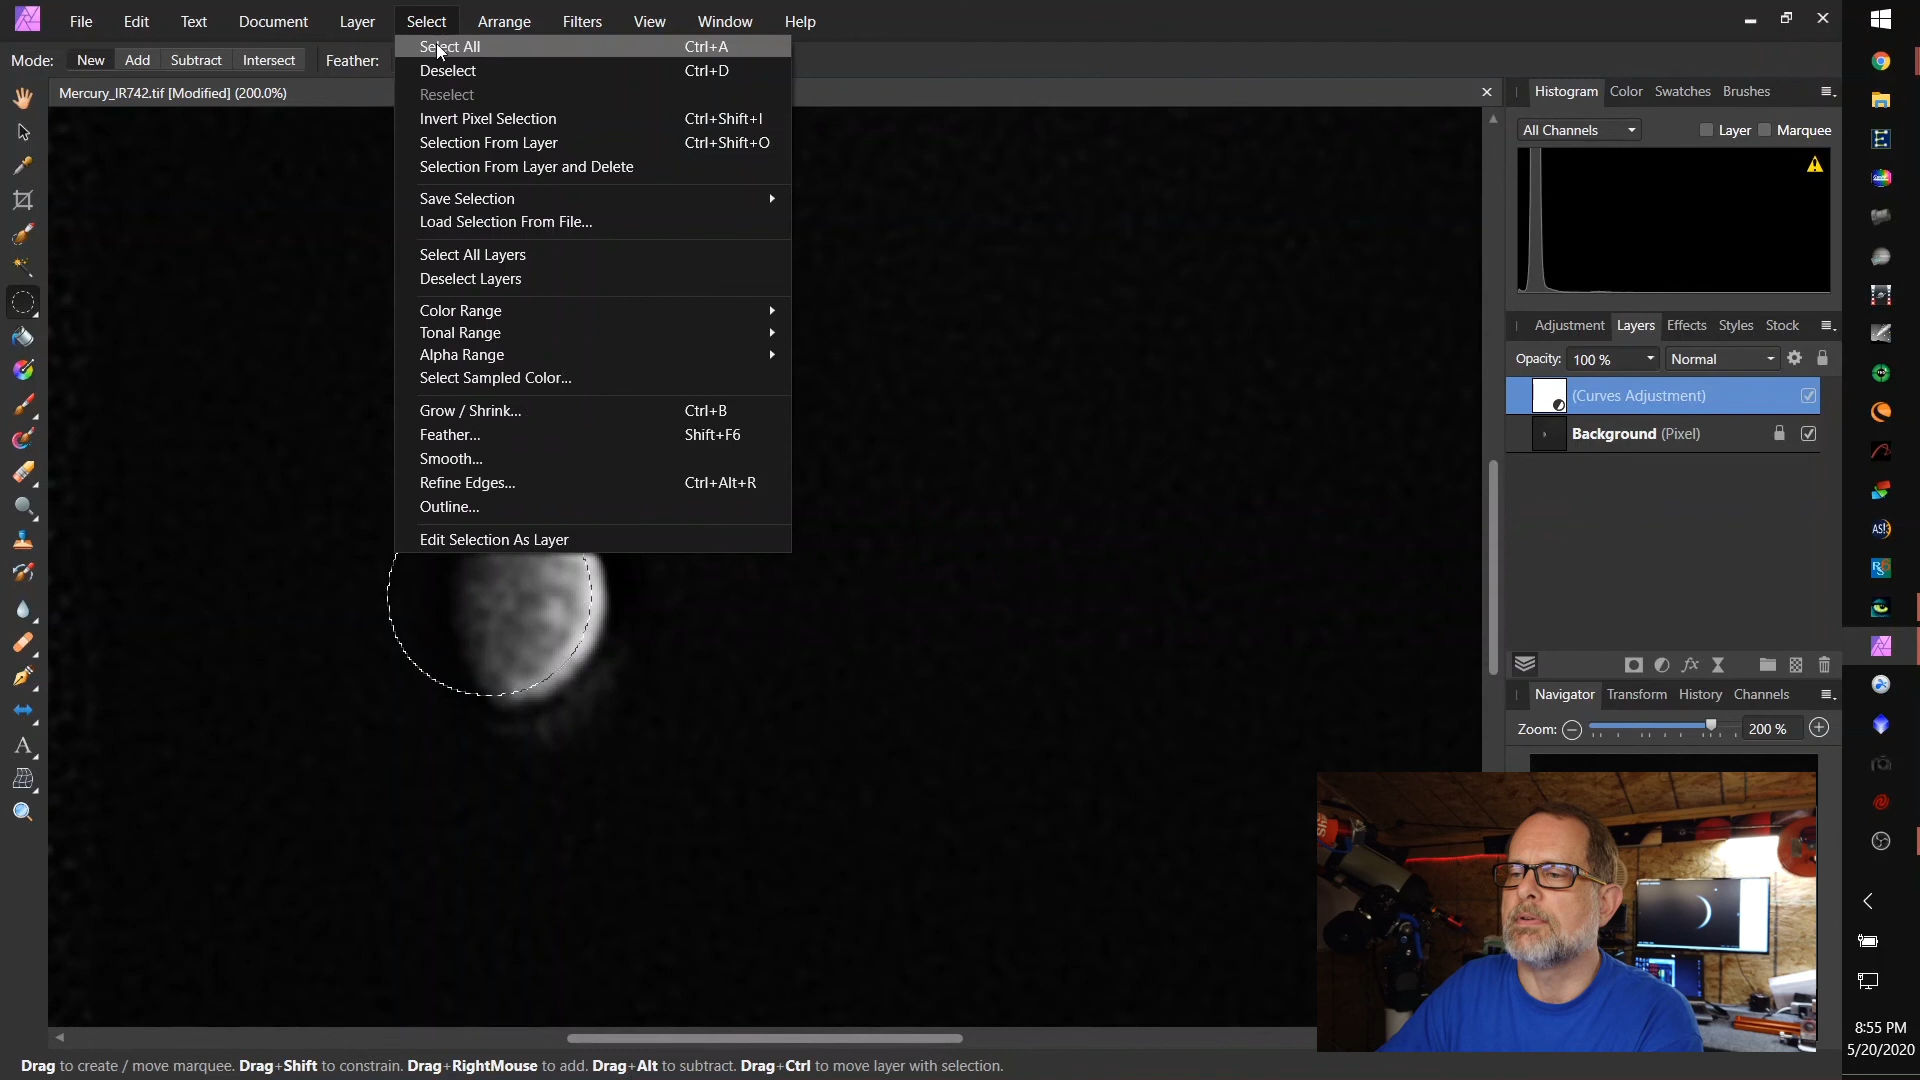 File Edit Text Document Layer Select Arrange Filters View Window Help
Mode: New Add Subtract Intersect Feather:
Mercury_IR742.tif [Modified] (200.0%)
Select All Ctrl+A
Deselect Ctrl+D
Reselect
Invert Pixel Selection Ctrl+Shift+I
Selection From Layer Ctrl+Shift+O
Selection From Layer and Delete
Save Selection
Load Selection From File...
Select All Layers
Deselect Layers
Color Range
Tonal Range
Alpha Range
Select Sampled Color...
Grow / Shrink... Ctrl+B
Feather... Shift+F6
Smooth...
Refine Edges... Ctrl+Alt+R
Outline...
Edit Selection As Layer
Histogram Color Swatches Brushes
All Channels Layer Marquee
Adjustment Layers Effects Styles Stock
Opacity: 100 % Normal
(Curves Adjustment)
Background (Pixel)
fx
Navigator Transform History Channels
Zoom: 200 %
AS!3
8:55 PM
5/20/2020
Drag to create / move marquee. Drag+Shift to constrain. Drag+RightMouse to add. Drag+Alt to subtract. Drag+Ctrl to move layer with selection.